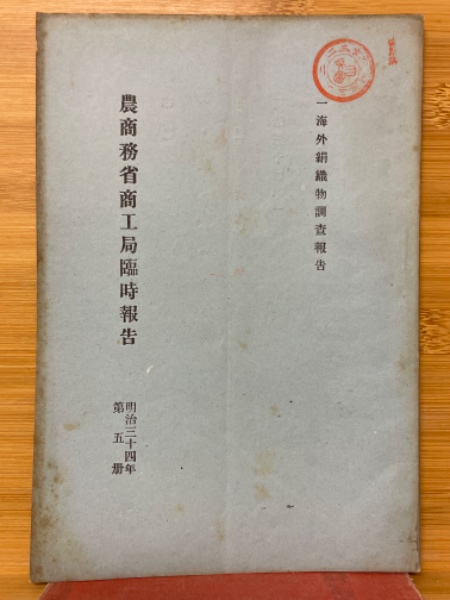 一海外絹織物調査報告
農商務省商工局臨時報告
明治三十四年
第五册